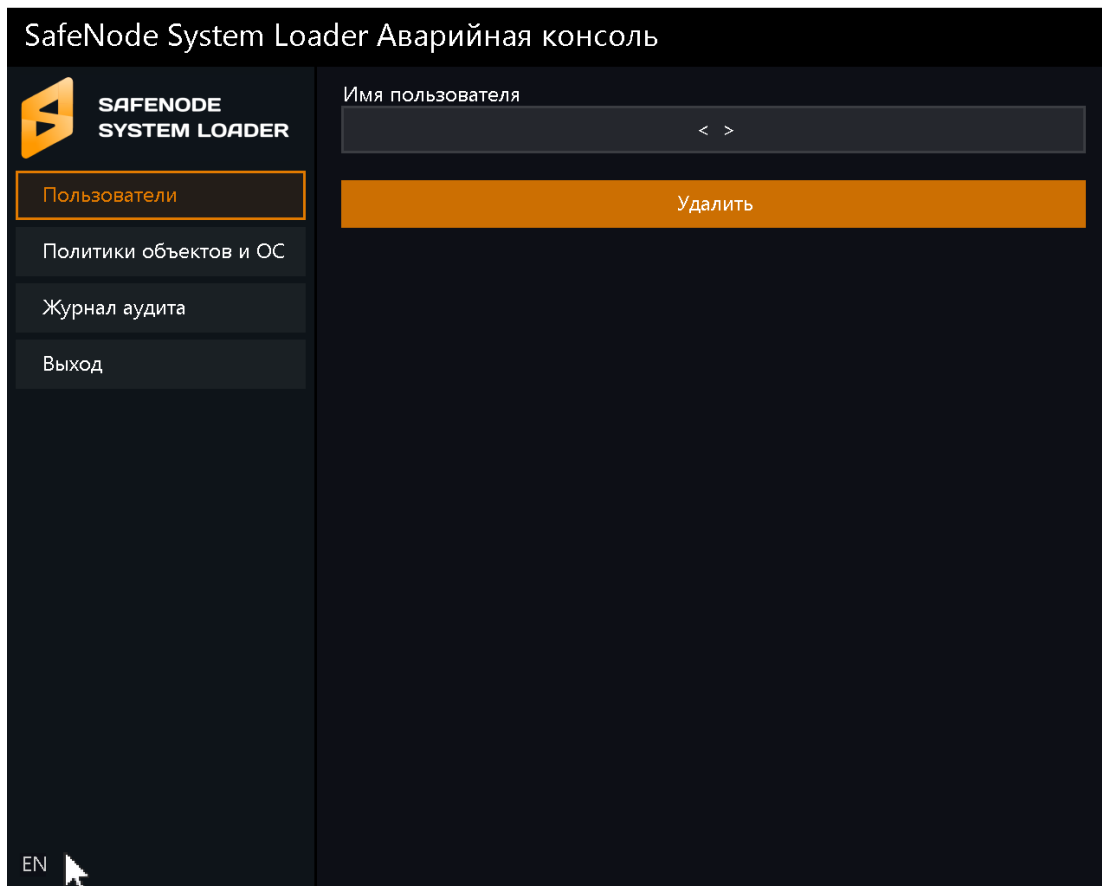 SafeNode System Loader Аварийная консоль
SAFENODE
SYSTEM LOADER
Пользователи
Политики объектов и ОС
Журнал аудита
Выход
Имя пользователя
< >
Удалить
EN